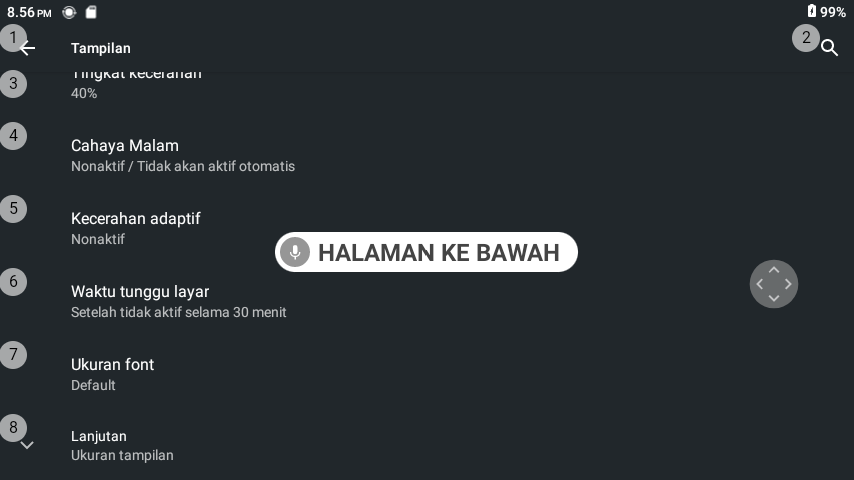 8.56 PM
99%
1
Tampilan
2
3
Tingkat kecerahan
40%
4
Cahaya Malam
Nonaktif / Tidak akan aktif otomatis
5
Kecerahan adaptif
Nonaktif
HALAMAN KE BAWAH
6
Waktu tunggu layar
Setelah tidak aktif selama 30 menit
7
Ukuran font
Default
8
Lanjutan
Ukuran tampilan